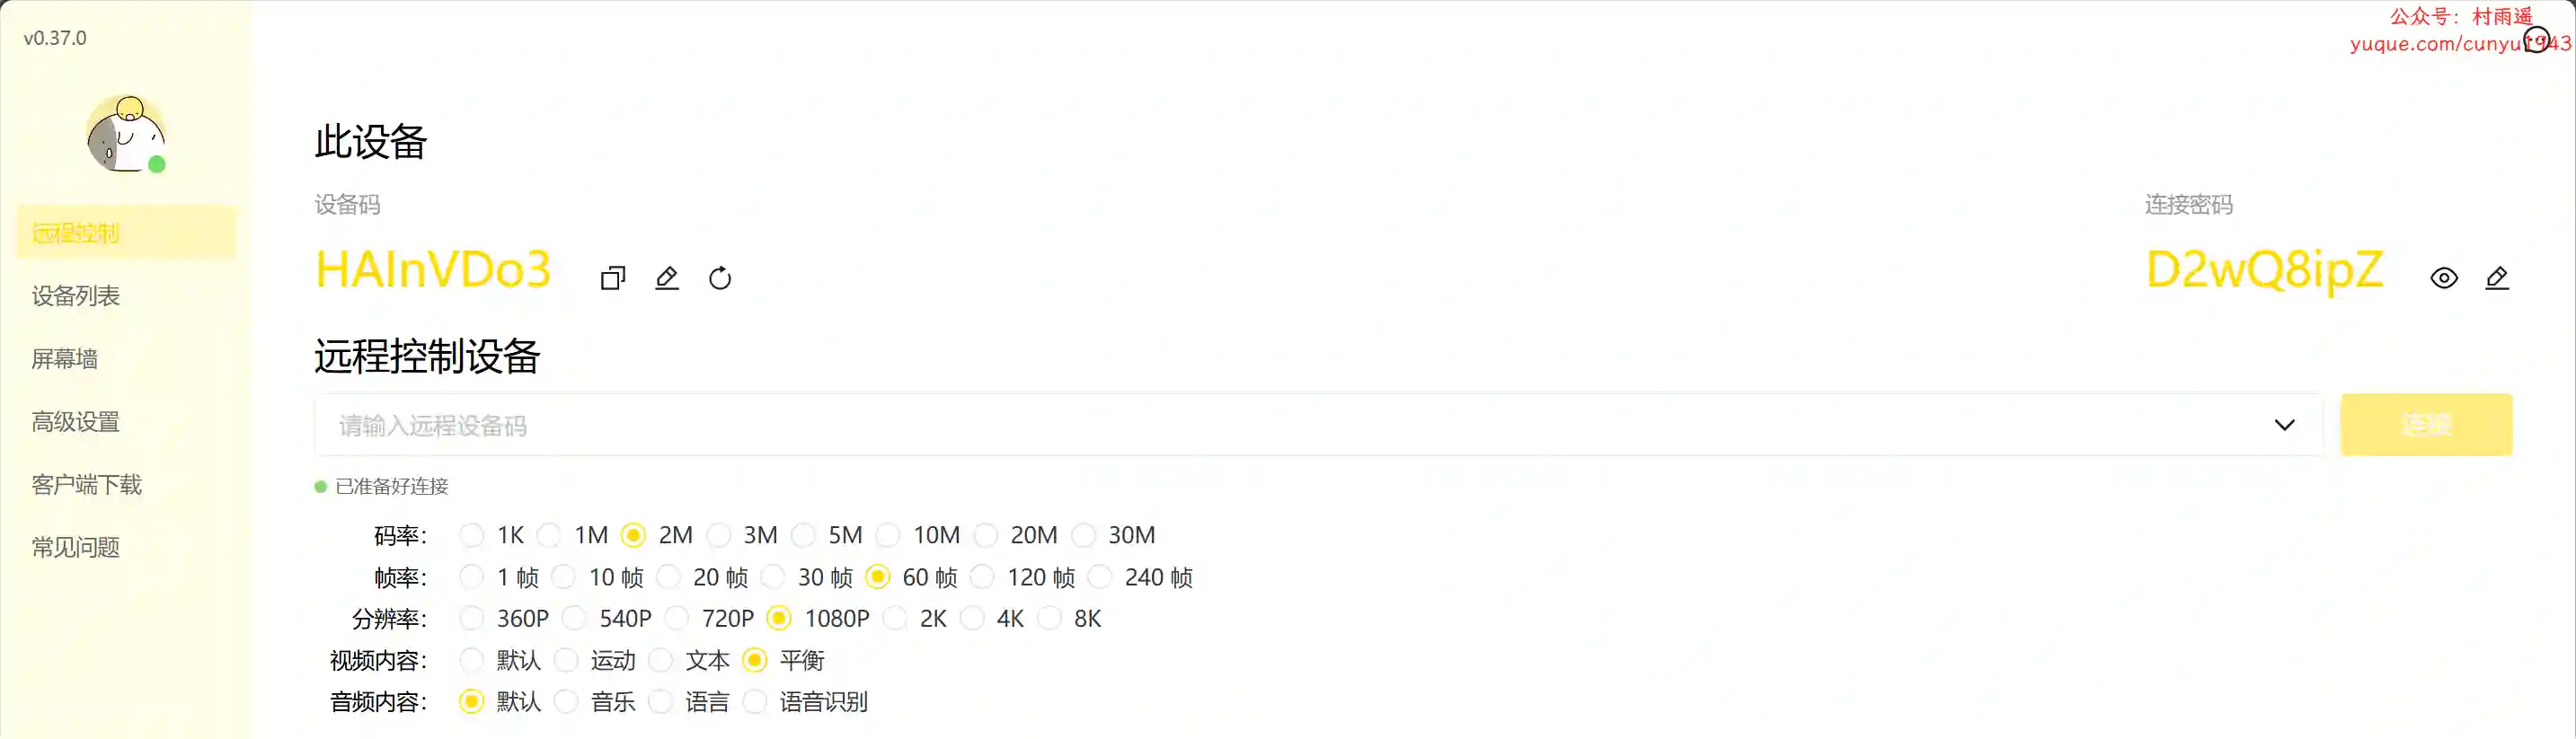 v0.37.0
公众号：村雨遥
yuque.com/cunyu1943
远程控制
设备列表
屏幕墙
高级设置
客户端下载
常见问题
此设备
设备码
连接密码
HAInVDo3
D2wQ8ipZ
远程控制设备
请输入远程设备码
连接
已准备好连接
码率： 1K 1M 2M 3M 5M 10M 20M 30M
帧率： 1 帧 10 帧 20 帧 30 帧 60 帧 120 帧 240 帧
分辨率： 360P 540P 720P 1080P 2K 4K 8K
视频内容： 默认 运动 文本 平衡
音频内容： 默认 音乐 语言 语音识别